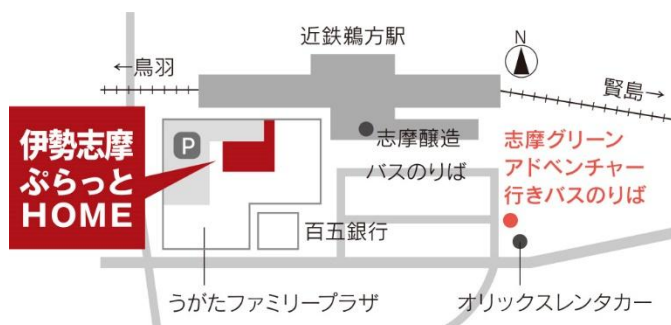 近鉄鵜方駅
N
←鳥羽
賢島→
伊勢志摩
ぷらっと
HOME
P
志摩醸造
バスのりば
志摩グリーン
アドベンチャー
行きバスのりば
百五銀行
うがたファミリープラザ
オリックスレンタカー